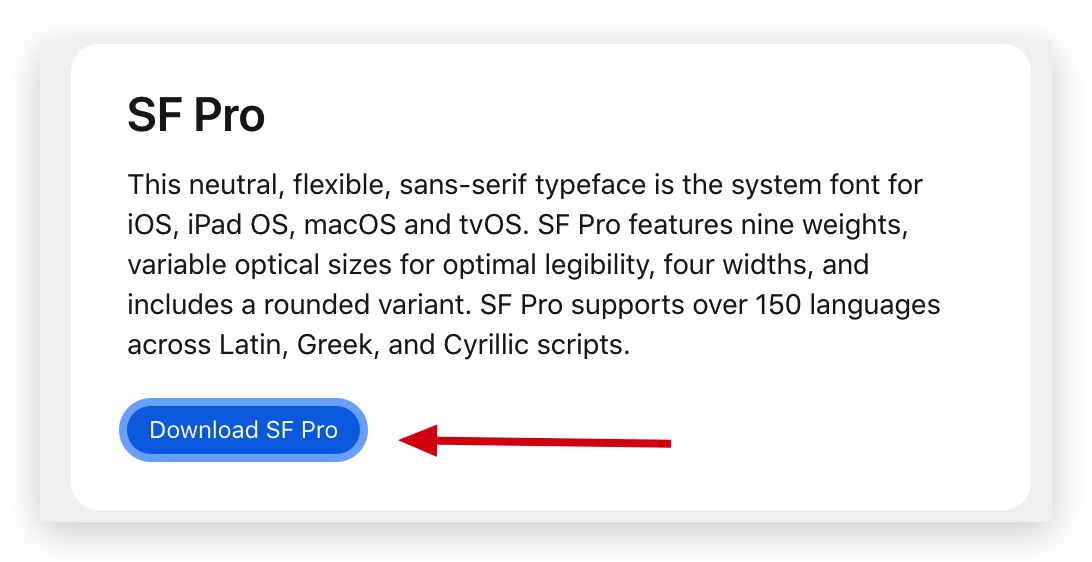 SF Pro
This neutral, flexible, sans-serif typeface is the system font for
iOS, iPad OS, macOS and tvOS. SF Pro features nine weights,
variable optical sizes for optimal legibility, four widths, and
includes a rounded variant. SF Pro supports over 150 languages
across Latin, Greek, and Cyrillic scripts.
Download SF Pro